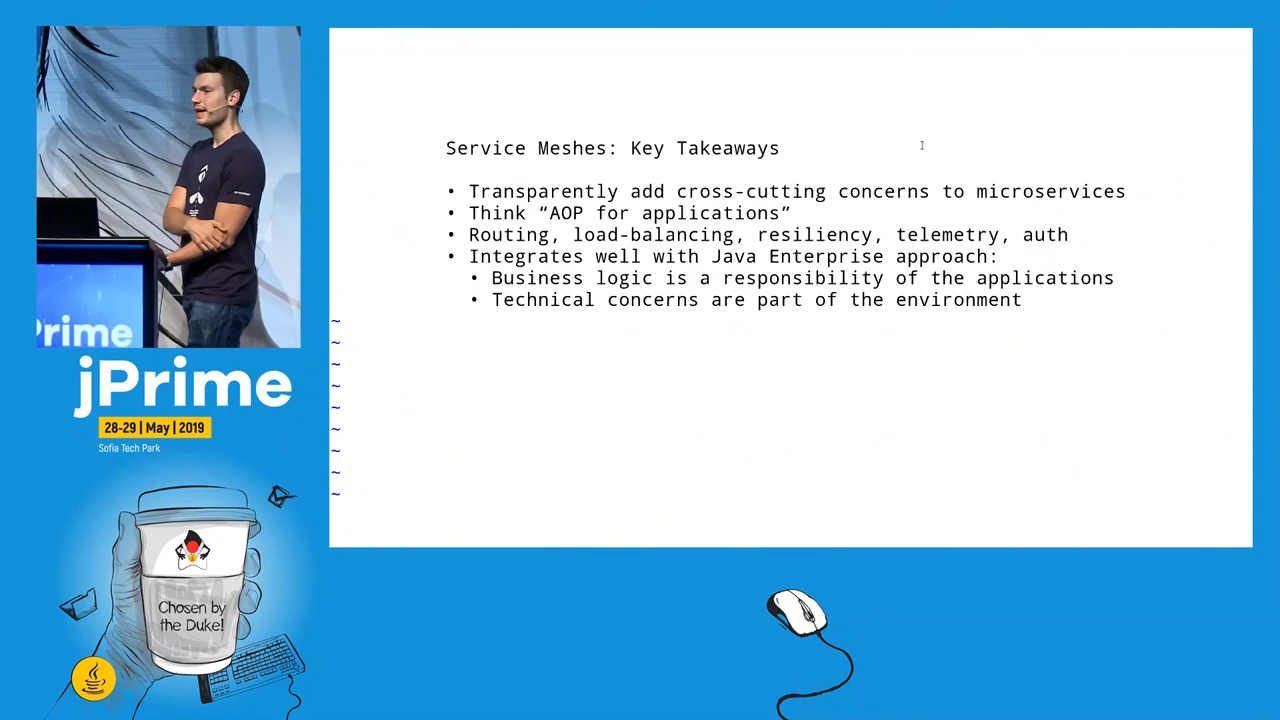 Service Meshes: Key Takeaways
• Transparently add cross-cutting concerns to microservices
• Think “AOP for applications”
• Routing, load-balancing, resiliency, telemetry, auth
• Integrates well with Java Enterprise approach:
• Business logic is a responsibility of the applications
• Technical concerns are part of the environment
~
~
~
~
~
~
~
~
~
Prime
jPrime
28-29 | May | 2019
Sofia Tech Park
Chosen by
the Duke!